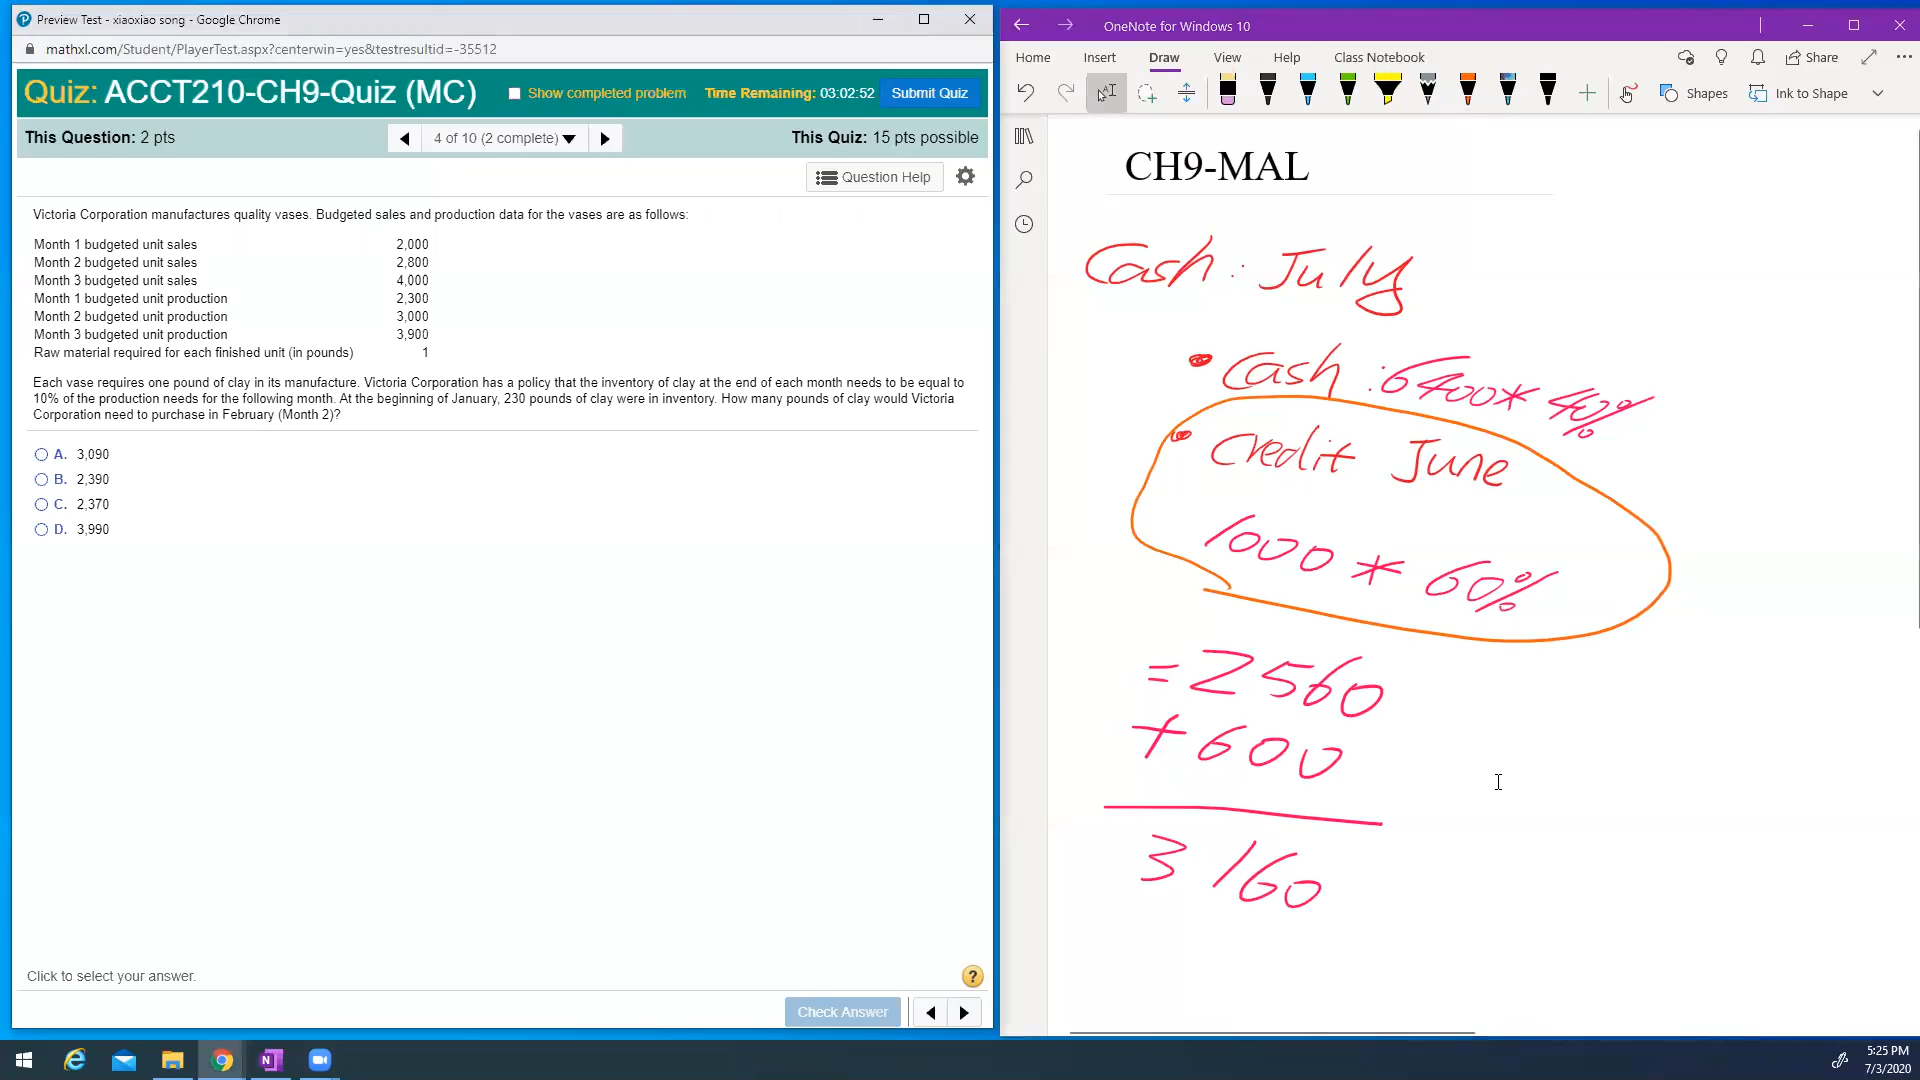 Preview Test - xiaoxiao song - Google Chrome
mathxl.com/Student/PlayerTest.aspx?centerwin=yes&testresultid=-35512
Quiz: ACCT210-CH9-Quiz (MC)
Show completed problem
Time Remaining: 03:02:52
Submit Quiz
This Question: 2 pts
4 of 10 (2 complete)
This Quiz: 15 pts possible
Question Help
Victoria Corporation manufactures quality vases. Budgeted sales and production data for the vases are as follows:
Month 1 budgeted unit sales 2,000
Month 2 budgeted unit sales 2,800
Month 3 budgeted unit sales 4,000
Month 1 budgeted unit production 2,300
Month 2 budgeted unit production 3,000
Month 3 budgeted unit production 3,900
Raw material required for each finished unit (in pounds) 1
Each vase requires one pound of clay in its manufacture. Victoria Corporation has a policy that the inventory of clay at the end of each month needs to be equal to
10% of the production needs for the following month. At the beginning of January, 230 pounds of clay were in inventory. How many pounds of clay would Victoria
Corporation need to purchase in February (Month 2)?
A. 3,090
B. 2,390
C. 2,370
D. 3,990
Click to select your answer.
?
Check Answer
OneNote for Windows 10
Home Insert Draw View Help Class Notebook
Share
Shapes
Ink to Shape
CH9-MAL
Cash : July
Cash : 6400* 40%
Credit June
1000 * 60%
= 2560
+ 600
3160
5:25 PM
7/3/2020